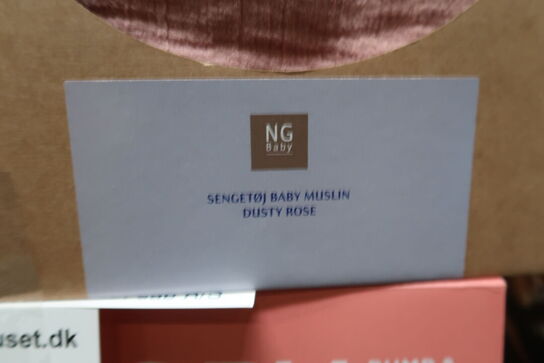 NG
Baby
SENGETØJ BABY MUSLIN
DUSTY ROSE
uset.dk